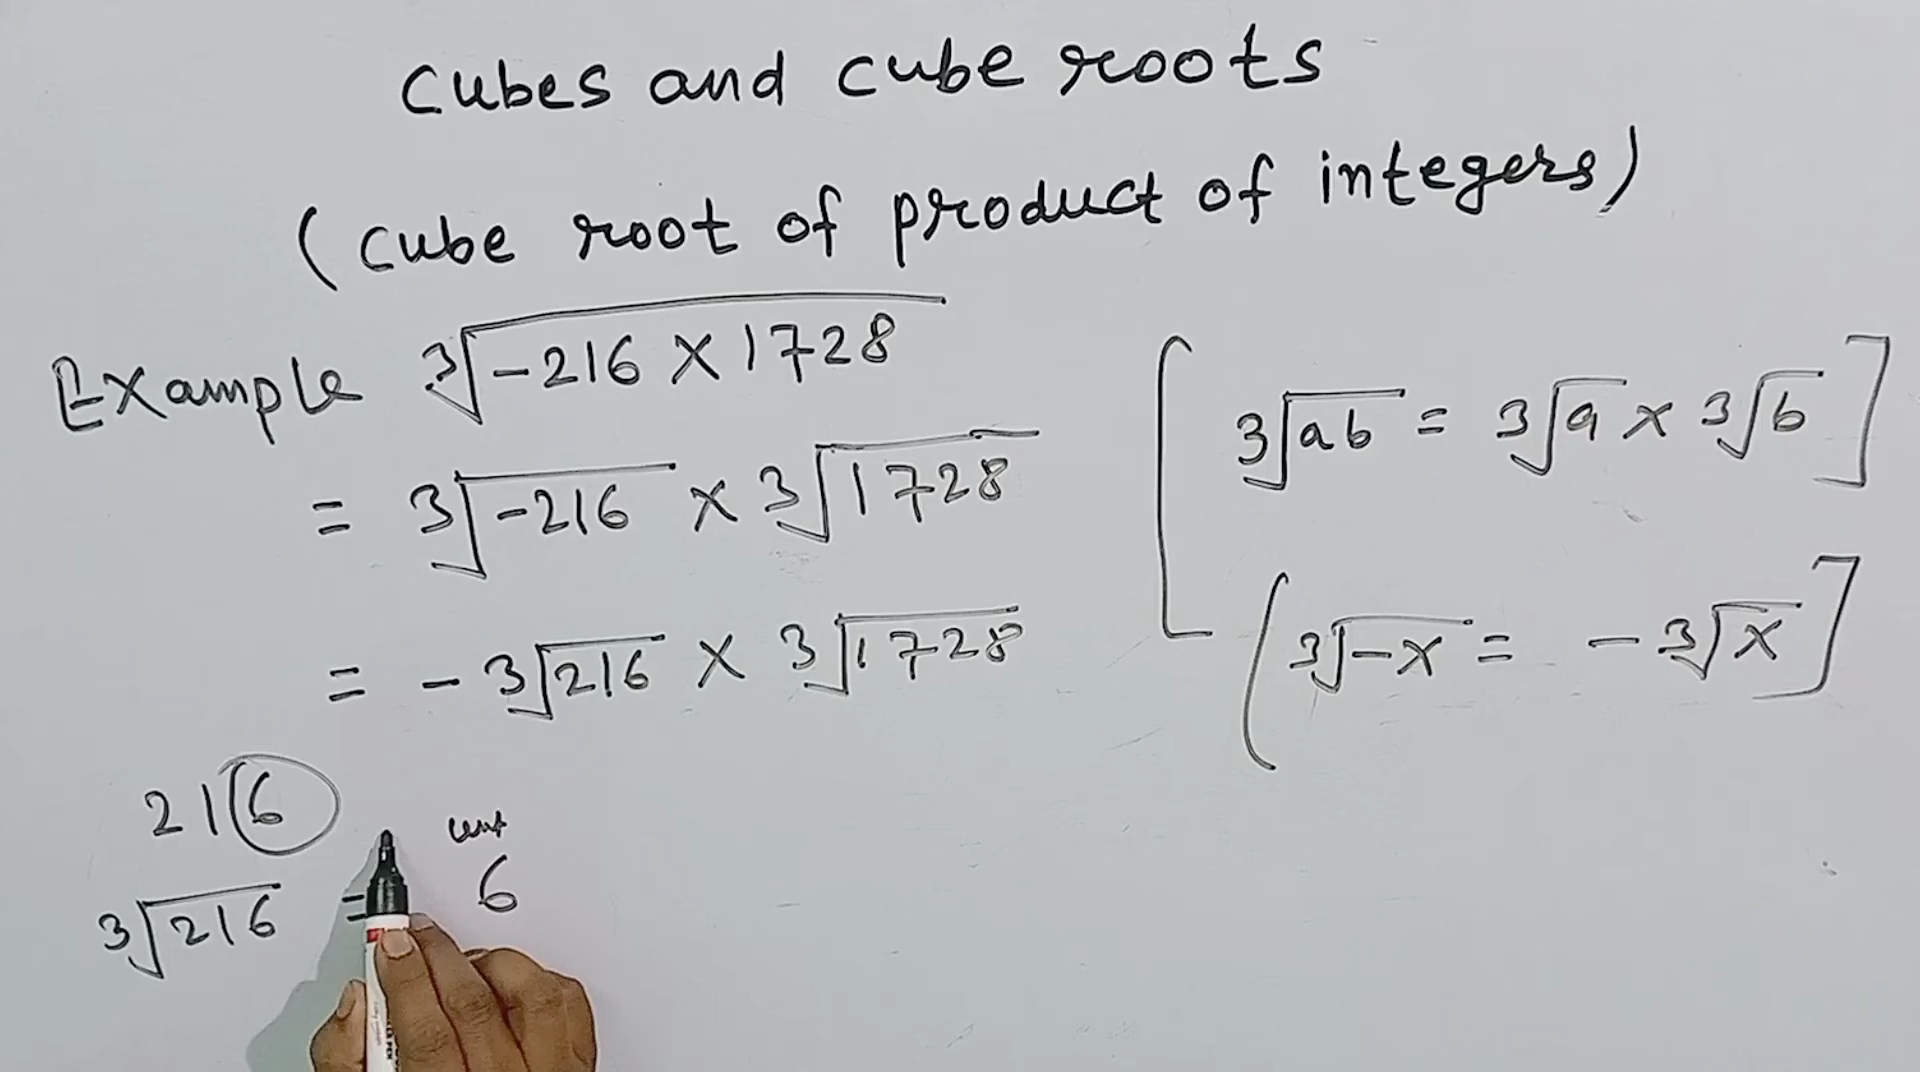 cubes and cube roots
(cube root of product of integers)
Example ∛-216 × 1728
= ∛-216 × ∛1728
= - ∛216 × ∛1728
[∛ab = ∛a × ∛b]
(∛-x = - ∛x]
216
unit
∛216 = 6